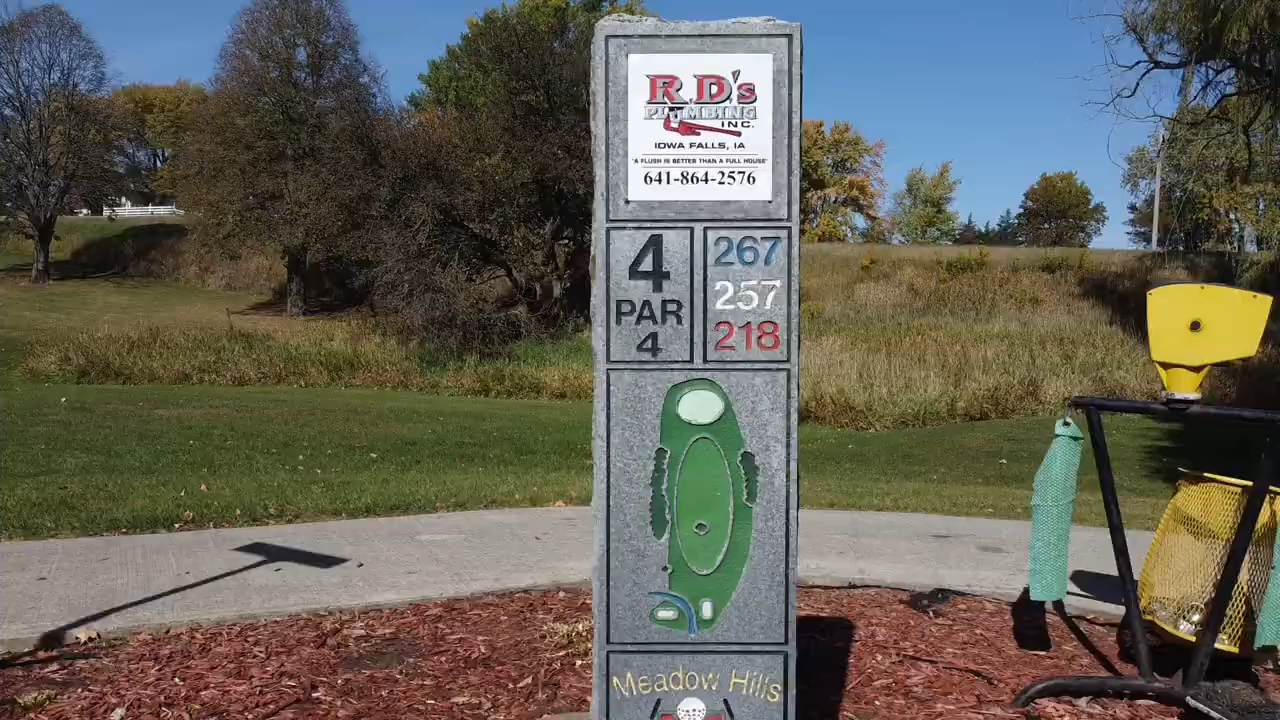 R.D's
PLUMBING
INC.
IOWA FALLS, IA
"A FLUSH IS BETTER THAN A FULL HOUSE"
641-864-2576
4
PAR
4
267
257
218
Meadow Hills